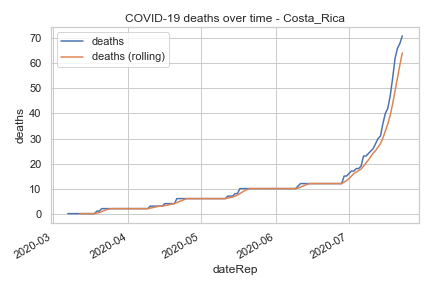 COVID-19 deaths over time - Costa_Rica
deaths
deaths (rolling)
70
60
50
40
30
20
10
0
deaths
2020-03
2020-04
2020-05
2020-06
2020-07
dateRep